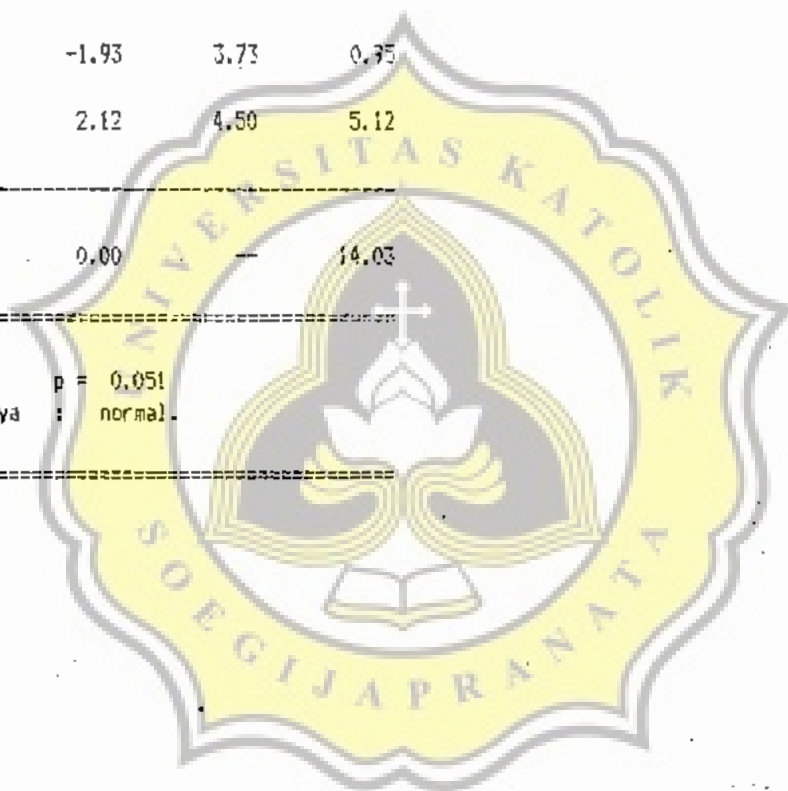 -1.93 3.73 0.95
2.12 4.50 5.12
0.00 -- 14.03
p = 0.051
ya : normal.
UNIVERSITAS KATOLIK
SOEGIJAPRANATA